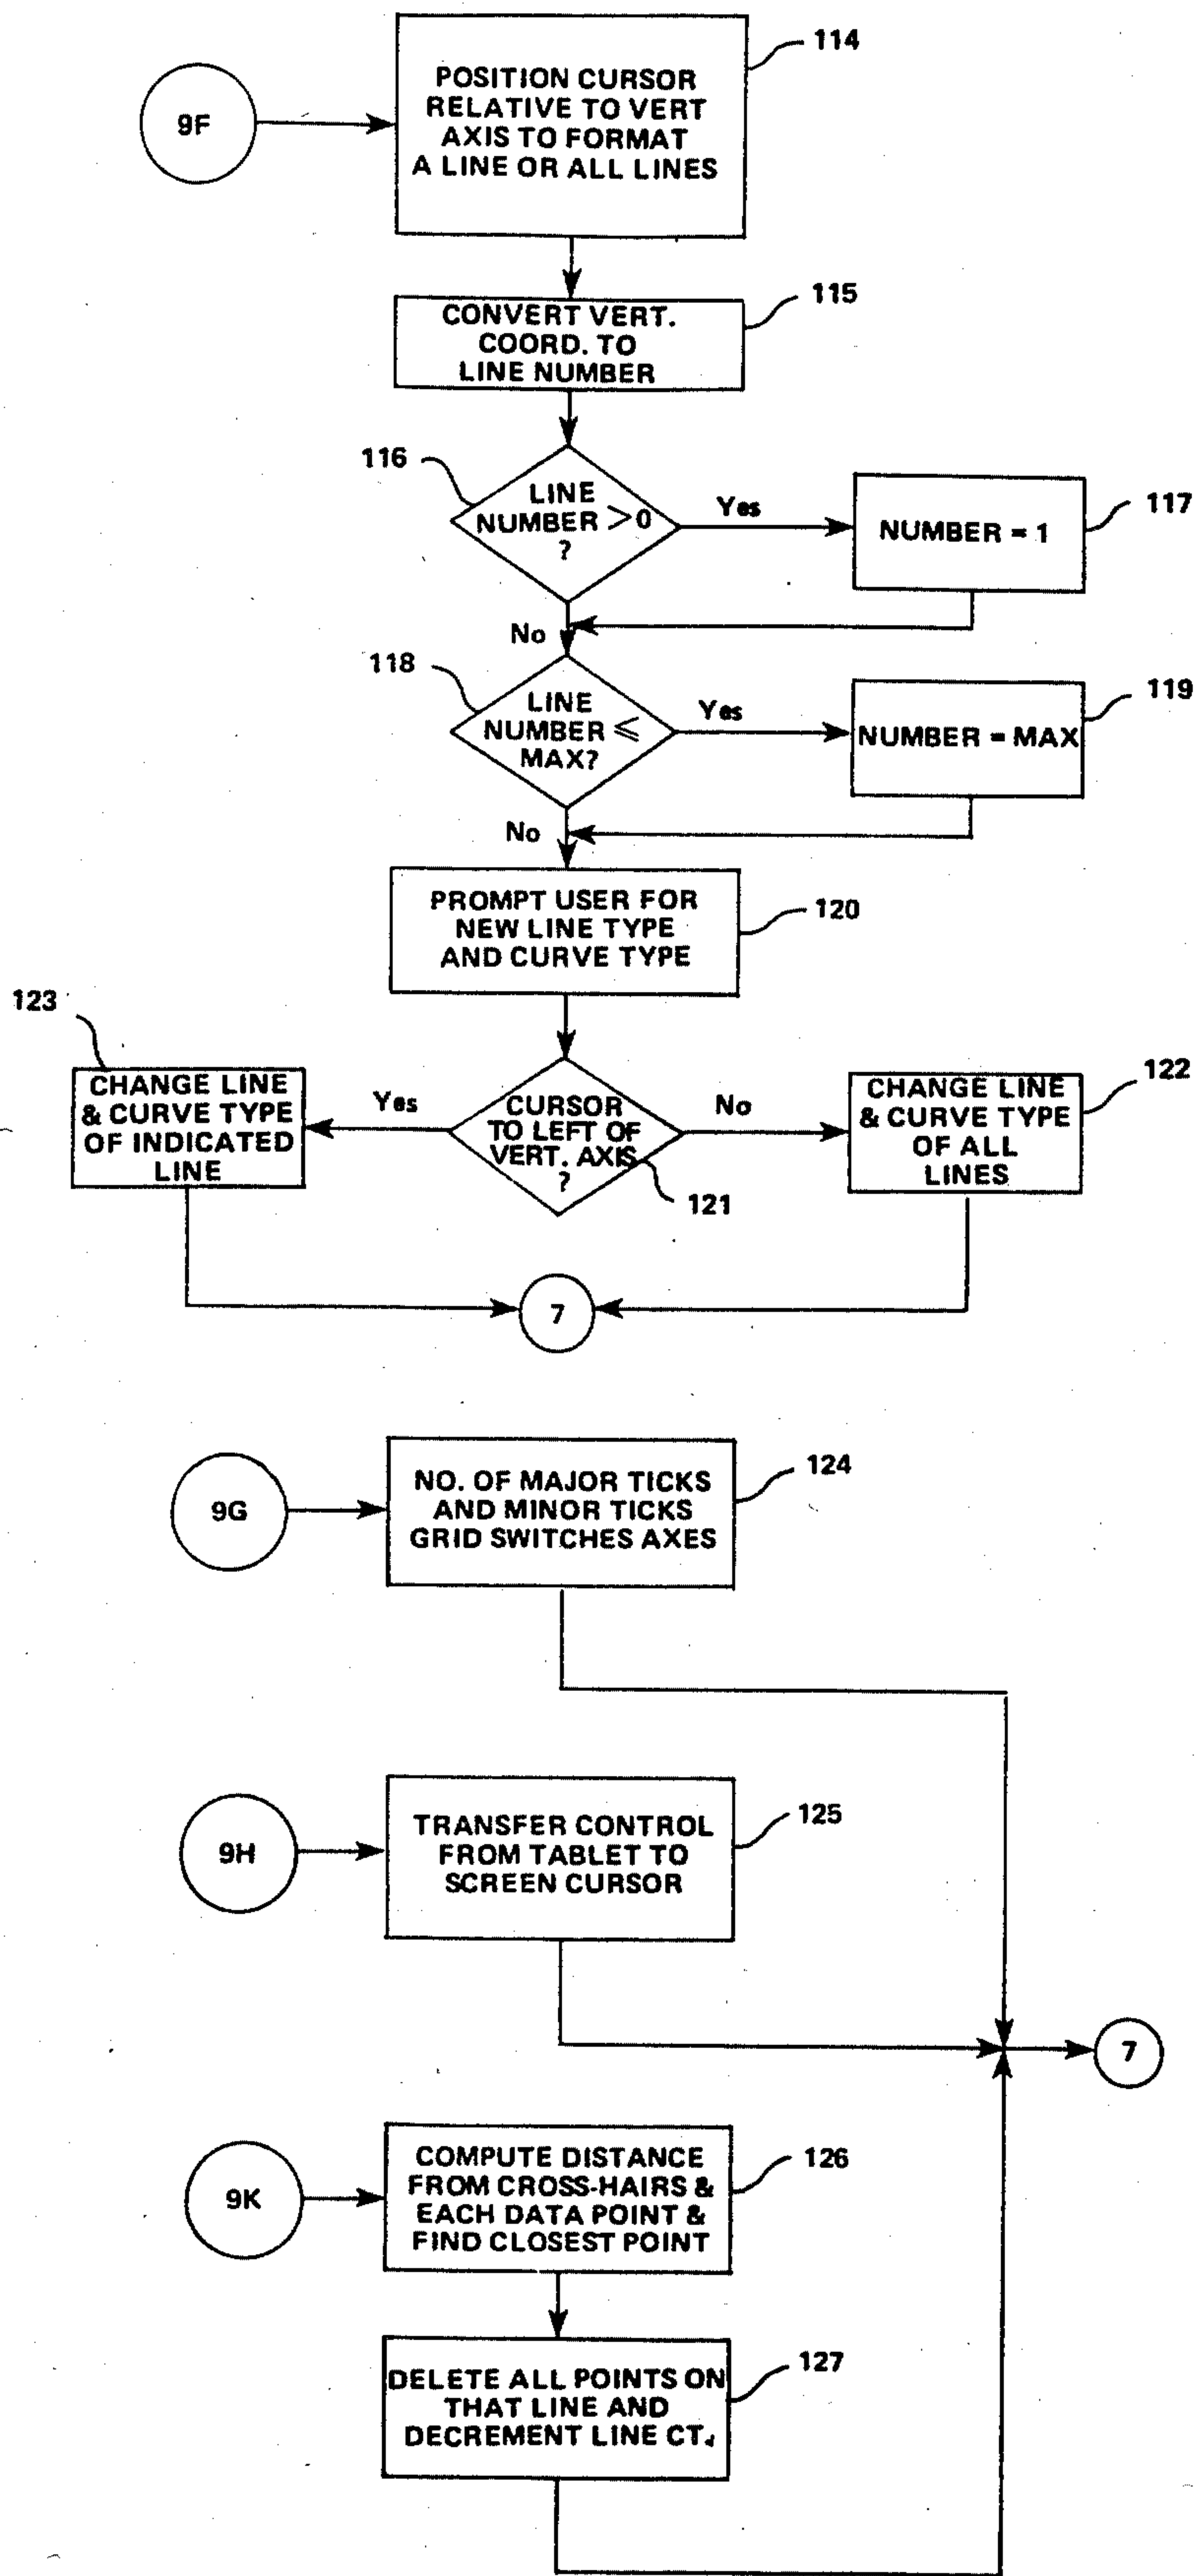 114
POSITION CURSOR
RELATIVE TO VERT
AXIS TO FORMAT
A LINE OR ALL LINES
9F
115
CONVERT VERT.
COORD. TO
LINE NUMBER
116
LINE
NUMBER >0
?
Yes
NUMBER = 1
117
No
118
LINE
NUMBER ≤
MAX?
Yes
NUMBER = MAX
119
No
PROMPT USER FOR
NEW LINE TYPE
AND CURVE TYPE
120
123
CHANGE LINE
& CURVE TYPE
OF INDICATED
LINE
Yes
CURSOR
TO LEFT OF
VERT. AXIS
?
121
No
122
CHANGE LINE
& CURVE TYPE
OF ALL
LINES
7
9G
NO. OF MAJOR TICKS
AND MINOR TICKS
GRID SWITCHES AXES
124
9H
TRANSFER CONTROL
FROM TABLET TO
SCREEN CURSOR
125
7
9K
COMPUTE DISTANCE
FROM CROSS-HAIRS &
EACH DATA POINT &
FIND CLOSEST POINT
126
DELETE ALL POINTS ON
THAT LINE AND
DECREMENT LINE CT.
127